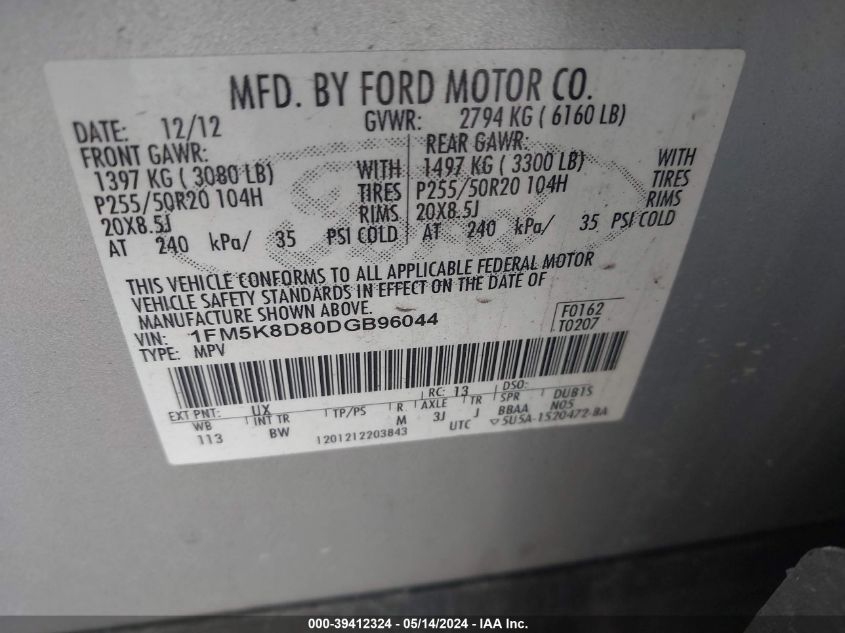 MFD. BY FORD MOTOR CO.
DATE: 12/12 GVWR: 2794 KG ( 6160 LB)
FRONT GAWR: REAR GAWR:
1397 KG ( 3080 LB) WITH 1497 KG ( 3300 LB) WITH
P255/50R20 104H TIRES P255/50R20 104H TIRES
20X8.5J RIMS 20X8.5J RIMS
AT 240 kPa/ 35 PSI COLD AT 240 kPa/ 35 PSI COLD
THIS VEHICLE CONFORMS TO ALL APPLICABLE FEDERAL MOTOR
VEHICLE SAFETY STANDARDS IN EFFECT ON THE DATE OF
MANUFACTURE SHOWN ABOVE.
VIN: 1FM5K8D80DGB96044 F0162
TYPE: MPV T0207
EXT PNT: UX RC: 13 DSO:
WB INT TR TP/PS R AXLE TR SPR DUB1S
113 BW M 3J J BBAA N05
1201212203843 UTC 5U5A-1520472-BA
000-39412324 | 05/14/2024 - IAA Inc.